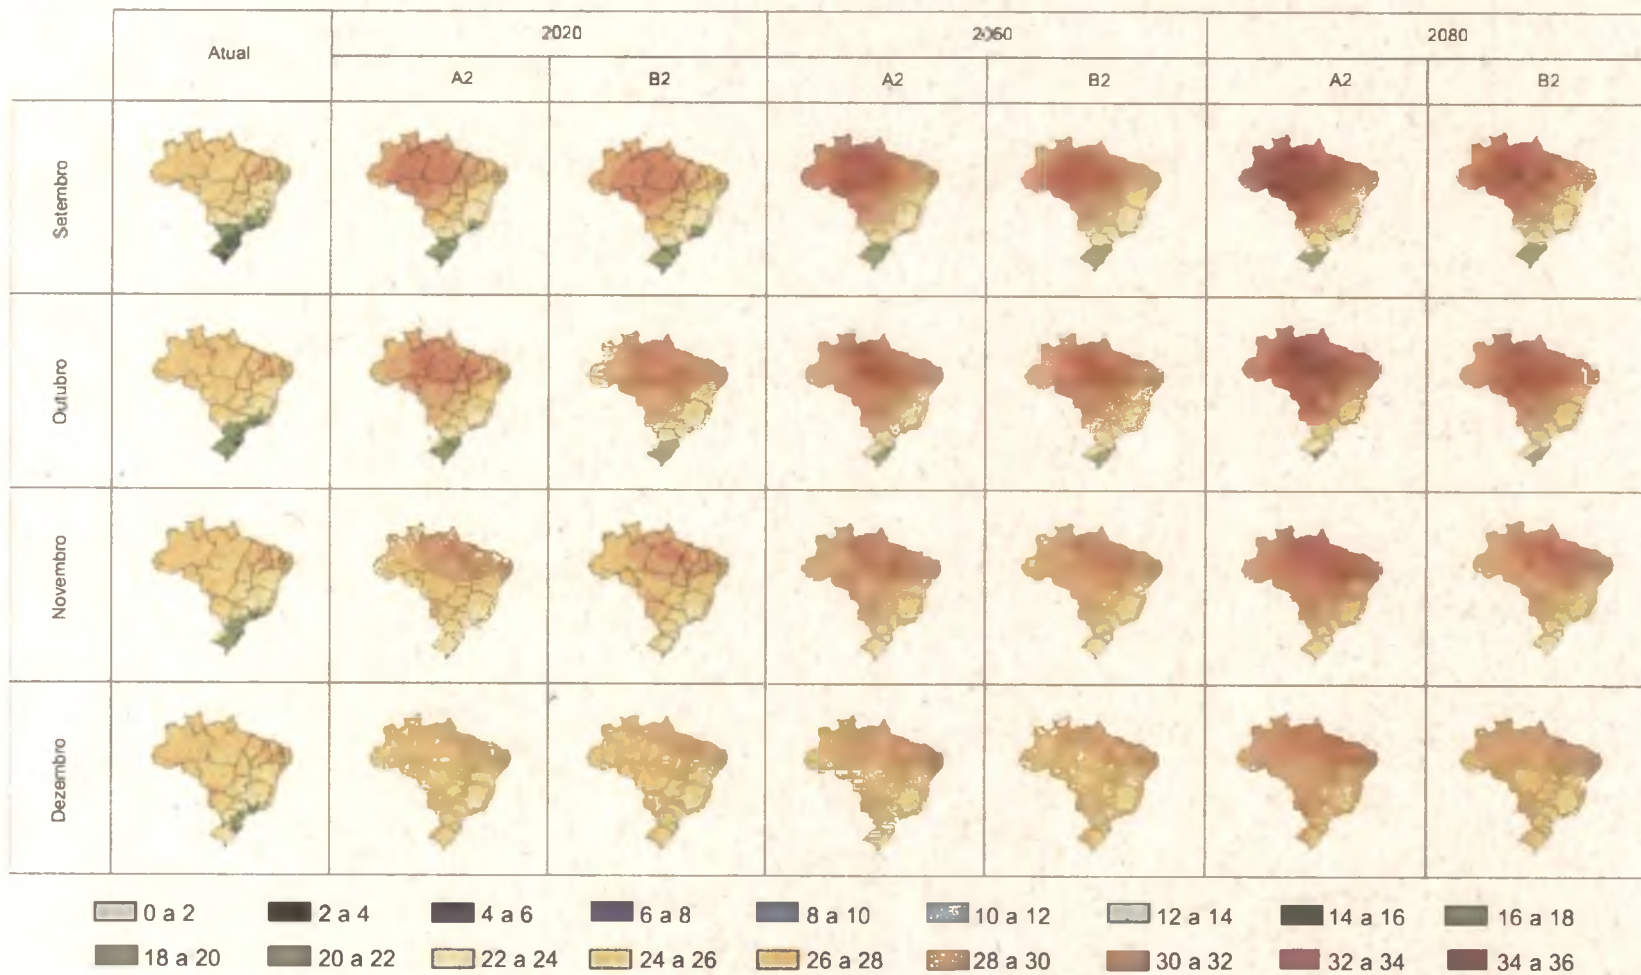 Atual
2020
2050
2080
A2
B2
A2
B2
A2
B2
Setembro
Outubro
Novembro
Dezembro
0 a 2
2 a 4
4 a 6
6 a 8
8 a 10
10 a 12
12 a 14
14 a 16
16 a 18
18 a 20
20 a 22
22 a 24
24 a 26
26 a 28
28 a 30
30 a 32
32 a 34
34 a 36